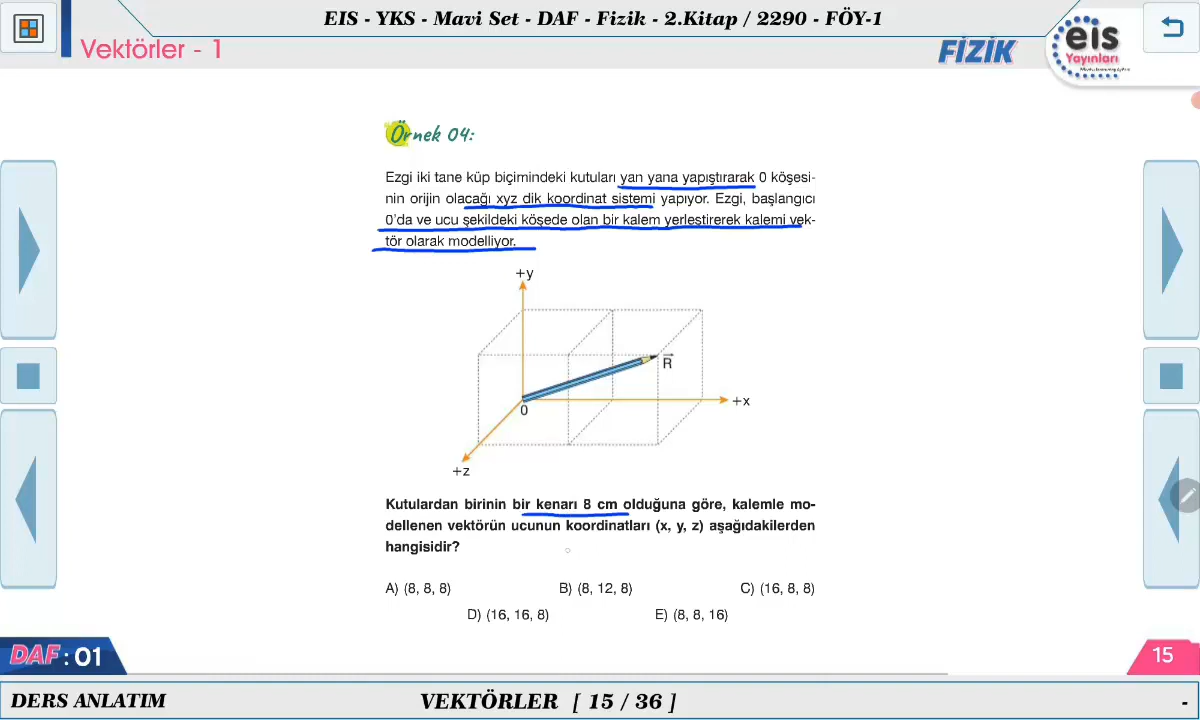 EIS - YKS - Mavi Set - DAF - Fizik - 2.Kitap / 2290 - FÖY-1
Vektörler - 1
FİZİK
eis
Yayınları
Örnek 04:
Ezgi iki tane küp biçimindeki kutuları yan yana yapıştırarak 0 köşesi-
nin orijin olacağı xyz dik koordinat sistemi yapıyor. Ezgi, başlangıcı
0'da ve ucu şekildeki köşede olan bir kalem yerleştirerek kalemi vek-
tör olarak modelliyor.
+y
R
0
+x
+z
Kutulardan birinin bir kenarı 8 cm olduğuna göre, kalemle mo-
dellenen vektörün ucunun koordinatları (x, y, z) aşağıdakilerden
hangisidir?
A) (8, 8, 8) B) (8, 12, 8) C) (16, 8, 8)
D) (16, 16, 8) E) (8, 8, 16)
DAF : 01
15
DERS ANLATIM VEKTÖRLER [ 15 / 36 ] -